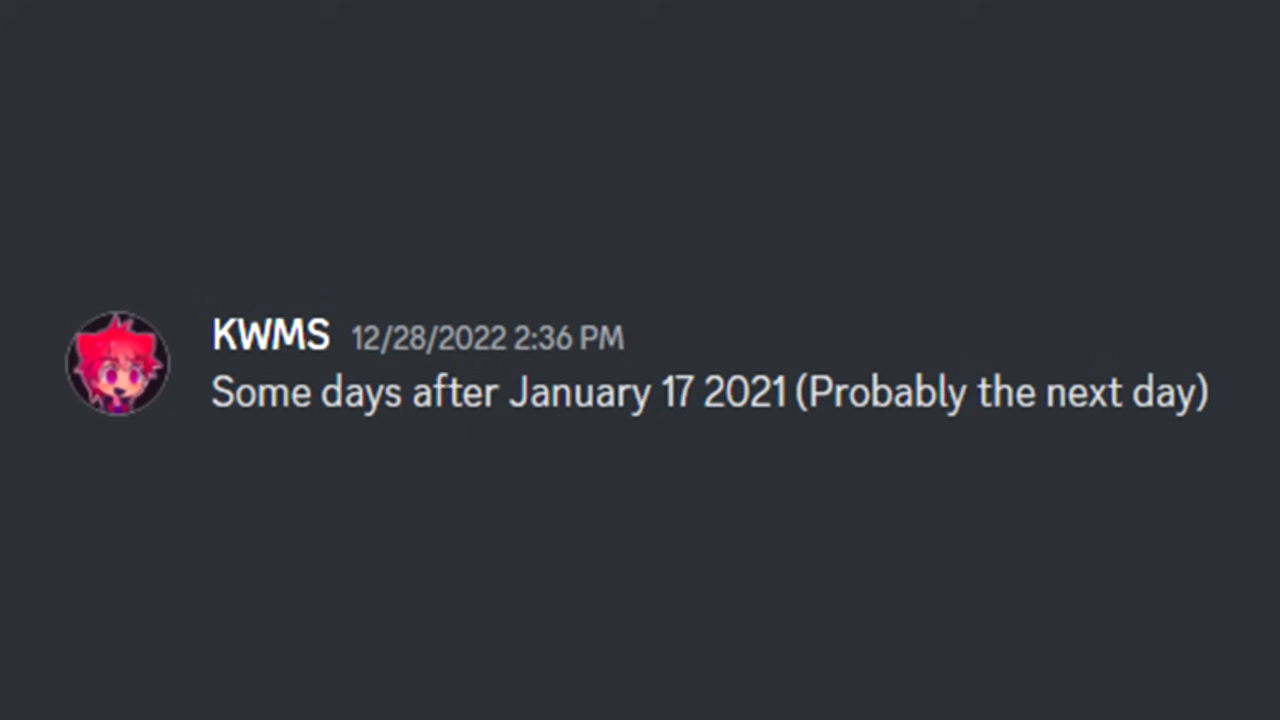 KWMS 12/28/2022 2:36 PM
Some days after January 17 2021 (Probably the next day)